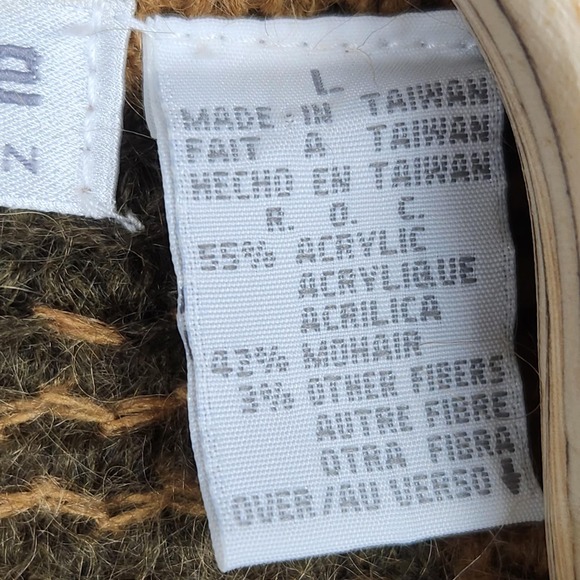 L.
MADE IN TAIWAN
FAIT A TAIWAN
HECHO EN TAIWAN
R. O. C.
55% ACRYLIC
ACRYLIQUE
ACRILICA
42% MOHAIR
3% OTHER FIBERS
AUTRE FIBRE
OTRA FIBRA
OVER/AU VERSO